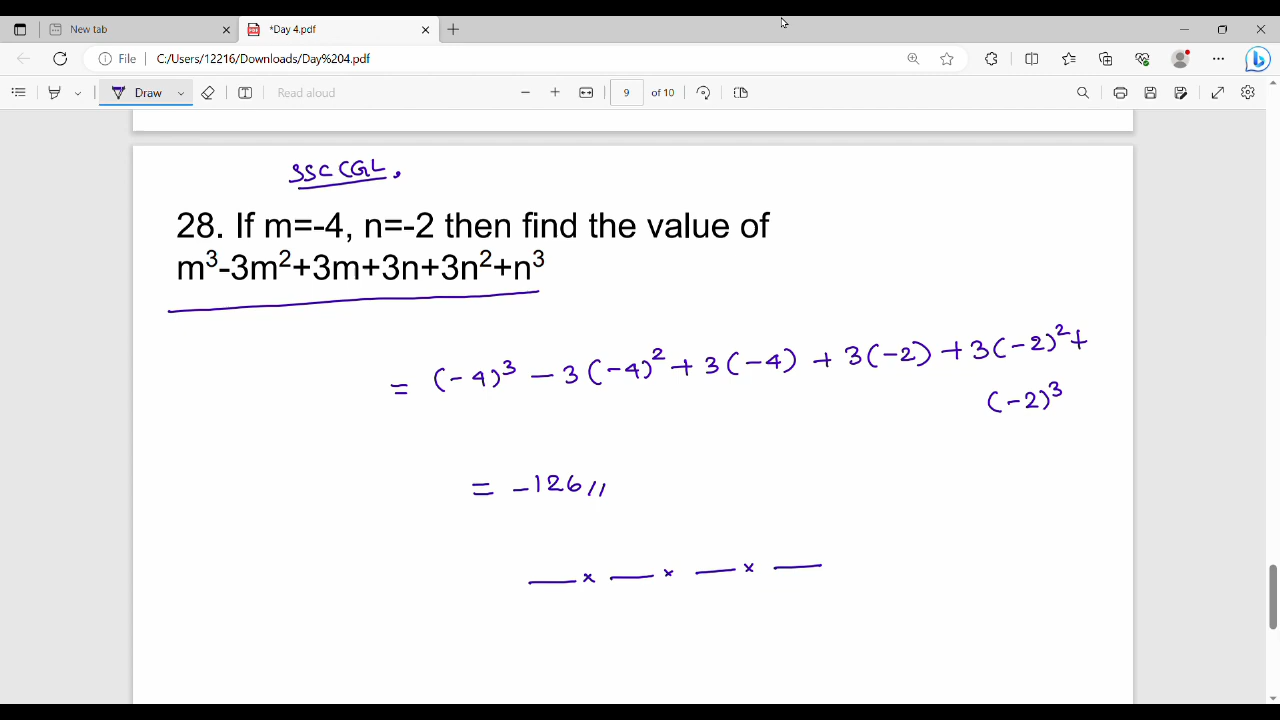 New tab
*Day 4.pdf
File
C:/Users/12216/Downloads/Day%204.pdf
Draw
Read aloud
9 of 10
SSC CGL.
28. If m=-4, n=-2 then find the value of
m³-3m²+3m+3n+3n²+n³
= (-4)³ - 3(-4)² + 3(-4) + 3(-2) + 3(-2)² +
(-2)³
= -126 //
— × — × — × —